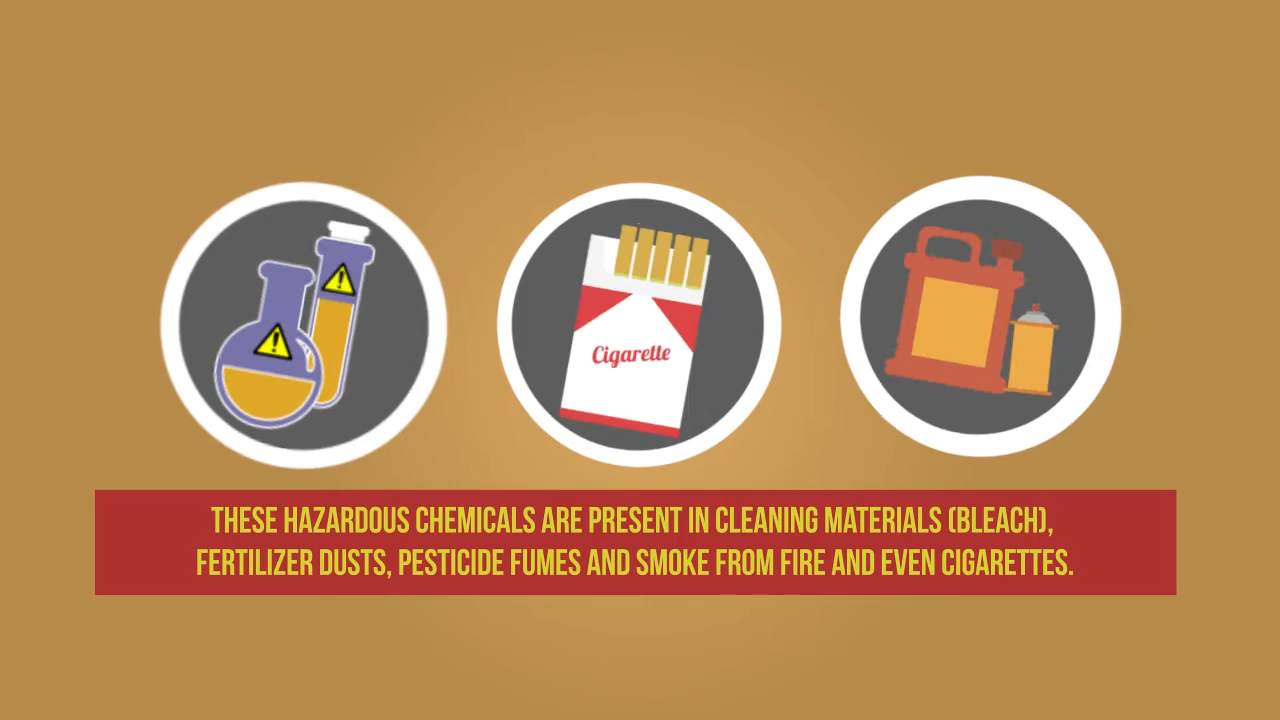 Cigarette
THESE HAZARDOUS CHEMICALS ARE PRESENT IN CLEANING MATERIALS (BLEACH),
FERTILIZER DUSTS, PESTICIDE FUMES AND SMOKE FROM FIRE AND EVEN CIGARETTES.